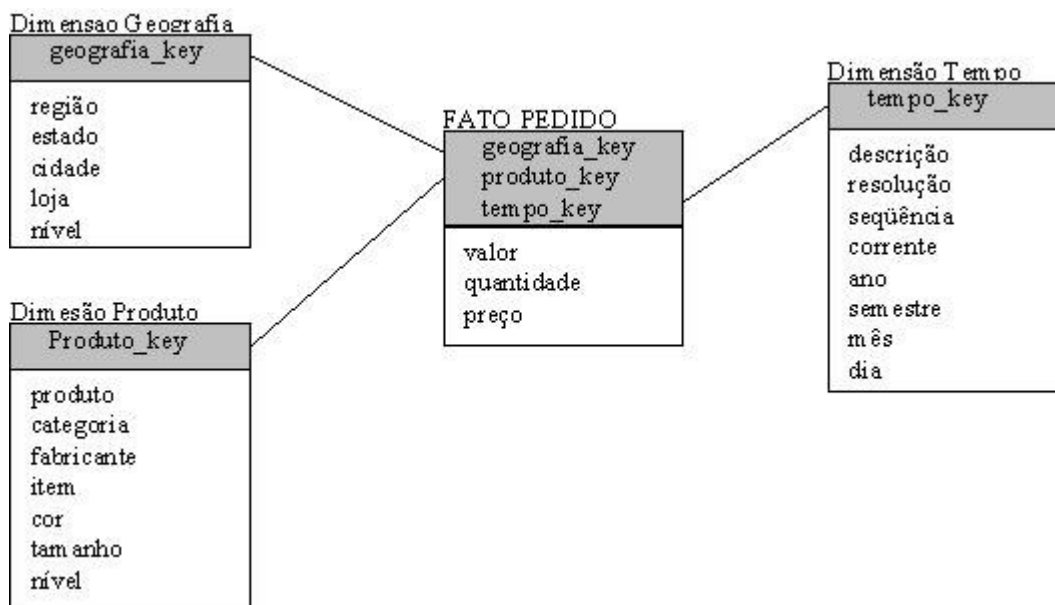 Dimensao Geografia
geografia_key
região
estado
cidade
loja
nível
Dimesão Produto
Produto_key
produto
categoria
fabricante
item
cor
tamanho
nível
FATO PEDIDO
geografia_key
produto_key
tempo_key
valor
quantidade
preço
Dimensão Tempo
tempo_key
descrição
resolução
seqüência
corrente
ano
semestre
mês
dia